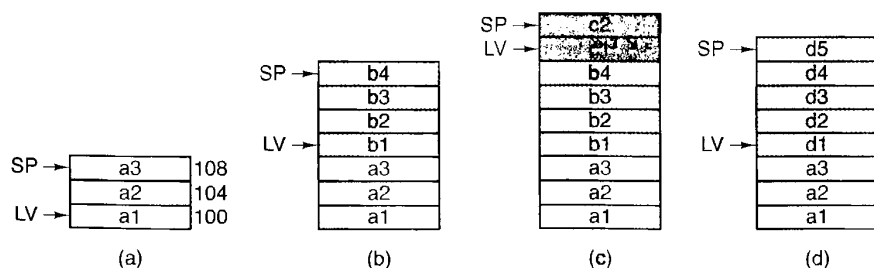 SP
c2
LV
b4
b3
b2
b1
a3
a2
a1
(c)
SP
b4
b3
b2
LV
b1
a3
a2
a1
(b)
SP
d5
d4
d3
d2
LV
d1
a3
a2
a1
(d)
SP
a3
108
a2
104
LV
a1
100
(a)